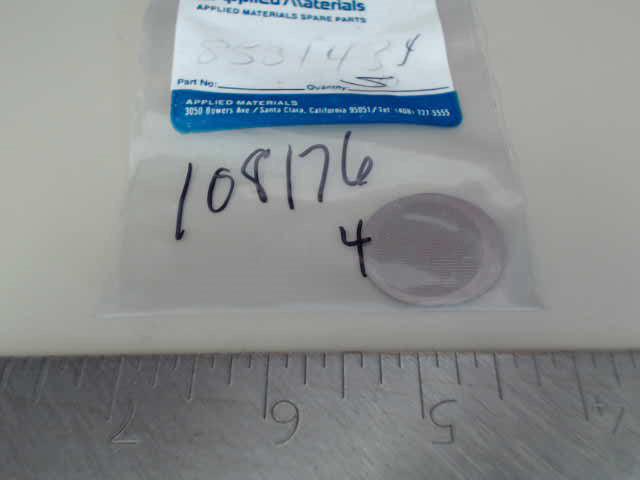 Applied Materials
APPLIED MATERIALS SPARE PARTS
Part No: Quantity 5
APPLIED MATERIALS
3050 Bowers Ave / Santa Clara, California 95051 / Tel (408) 727 5555
108176
4
7 6 5 4